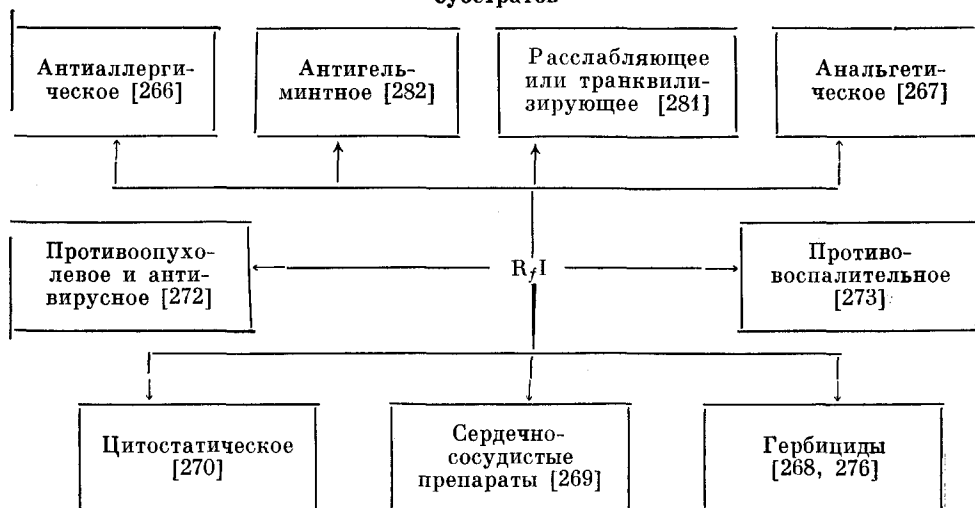 субстратов
Антиаллерги-
ческое [266]
Антигель-
минтное [282]
Расслабляющее
или транквили-
зирующее [281]
Анальгети-
ческое [267]
Противоопухо-
левое и анти-
вирусное [272]
RfI
Противо-
воспалительное
[273]
Цитостатическое
[270]
Сердечно-
сосудистые
препараты [269]
Гербициды
[268, 276]